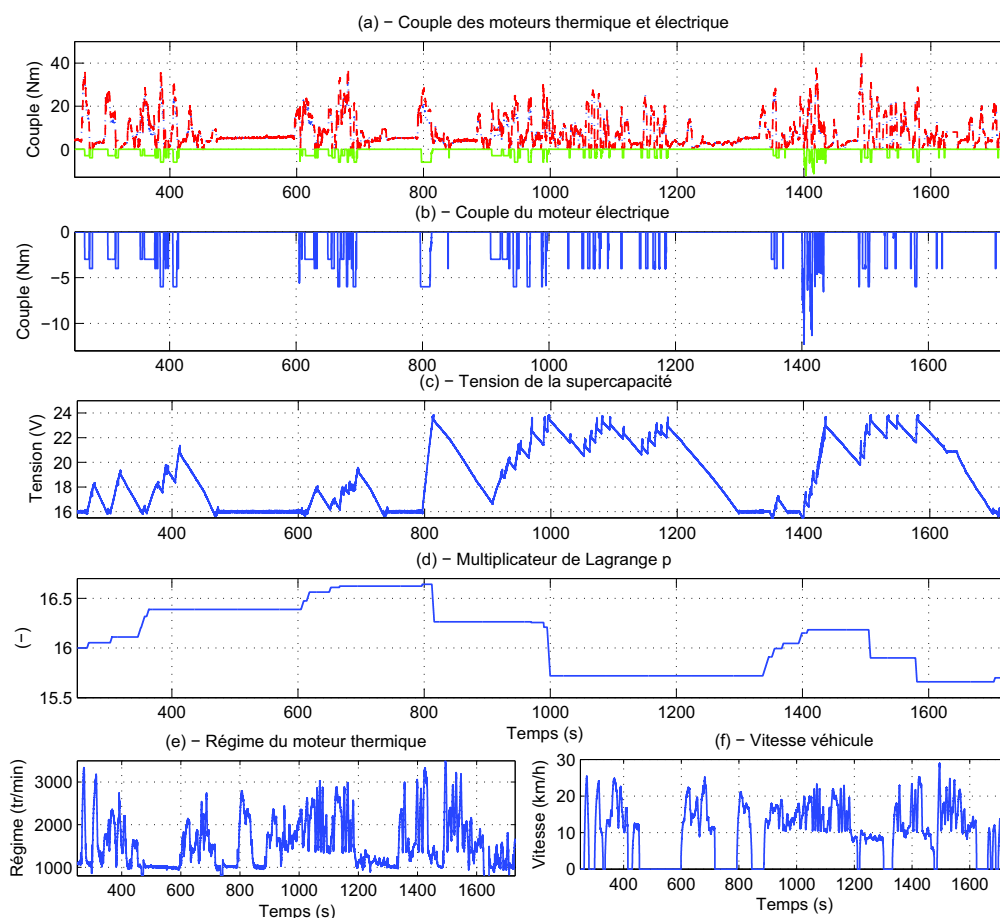 (a) − Couple des moteurs thermique et électrique
Couple (Nm)
40
20
0
400 600 800 1000 1200 1400 1600
(b) − Couple du moteur électrique
Couple (Nm)
0
−5
−10
400 600 800 1000 1200 1400 1600
(c) − Tension de la supercapacité
Tension (V)
24
22
20
18
16
400 600 800 1000 1200 1400 1600
(d) − Multiplicateur de Lagrange p
(−)
16.5
16
15.5
400 600 800 1000 1200 1400 1600
Temps (s)
(e) − Régime du moteur thermique
Régime (tr/min)
3000
2000
1000
400 600 800 1000 1200 1400 1600
Temps (s)
(f) − Vitesse véhicule
Vitesse (km/h)
30
20
10
0
400 600 800 1000 1200 1400 1600
Temps (s)